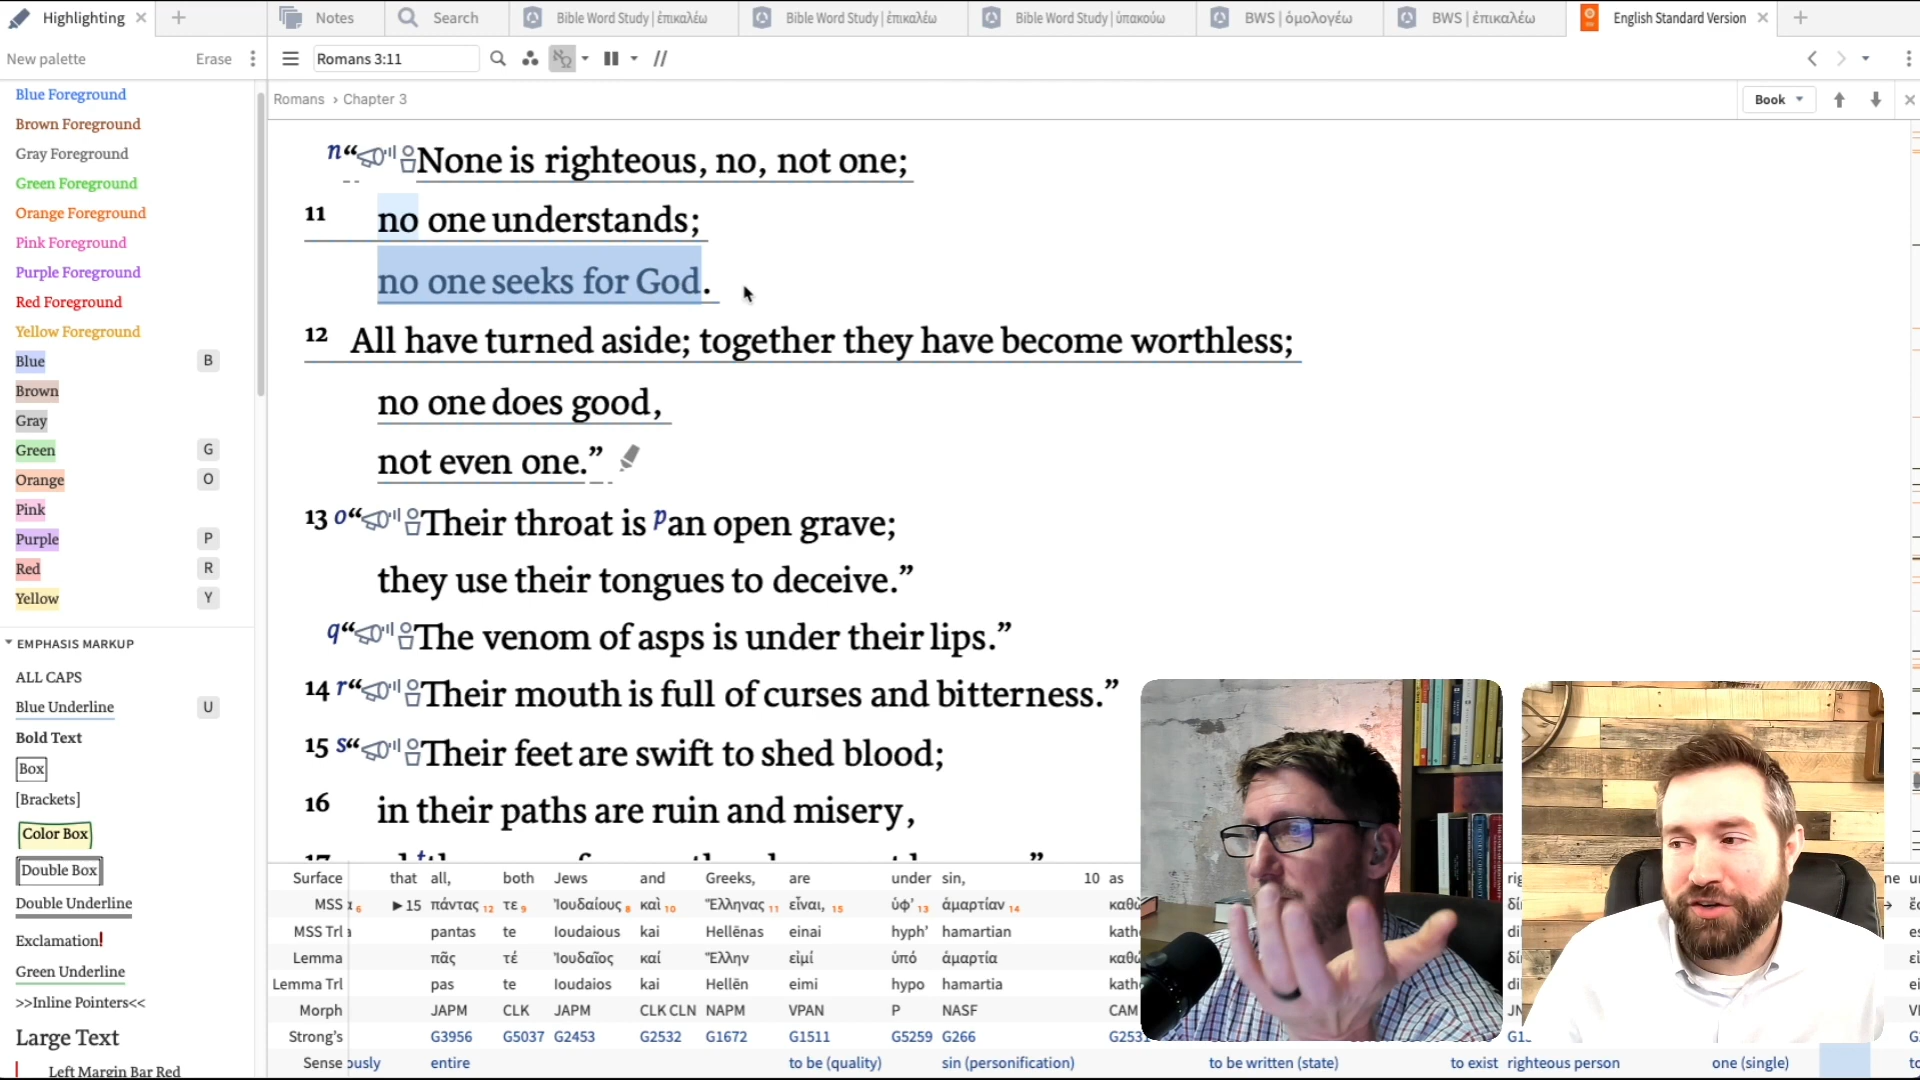 Highlighting
Notes
Search
Bible Word Study | ἐπικαλέω
Bible Word Study | ἐπικαλέω
Bible Word Study | ὑπακούω
BWS | ὁμολογέω
BWS | ἐπικαλέω
English Standard Version
New palette
Erase
Romans 3:11
Romans › Chapter 3
Book
Blue Foreground
Brown Foreground
Gray Foreground
Green Foreground
Orange Foreground
Pink Foreground
Purple Foreground
Red Foreground
Yellow Foreground
Blue B
Brown
Gray
Green G
Orange O
Pink
Purple P
Red R
Yellow Y
EMPHASIS MARKUP
ALL CAPS
Blue Underline U
Bold Text
Box
[Brackets]
Color Box
Double Box
Double Underline
Exclamation!
Green Underline
>>Inline Pointers<<
Large Text
Left Margin Bar Red
n“None is righteous, no, not one;
11 no one understands;
no one seeks for God.
12 All have turned aside; together they have become worthless;
no one does good,
not even one.”
13 o“Their throat is p an open grave;
they use their tongues to deceive.”
q“The venom of asps is under their lips.”
14 r“Their mouth is full of curses and bitterness.”
15 s“Their feet are swift to shed blood;
16 in their paths are ruin and misery,
Surface that all, both Jews and Greeks, are under sin, 10 as
MSS 6 ▶15 πάντας 12 τε 9 Ἰουδαίους 8 καὶ 10 Ἕλληνας 11 εἶναι, 15 ὑφ’ 13 ἁμαρτίαν 14
MSS Trl pantas te Ioudaious kai Hellēnas einai hyph’ hamartian
Lemma πᾶς τέ Ἰουδαῖος καί Ἕλλην εἰμί ὑπό ἁμαρτία
Lemma Trl pas te Ioudaios kai Hellēn eimi hypo hamartia
Morph JAPM CLK JAPM CLK CLN NAPM VPAN P NASF CAM
Strong’s G3956 G5037 G2453 G2532 G1672 G1511 G5259 G266
Sense entire to be (quality) sin (personification) to be written (state) to exist righteous person one (single)